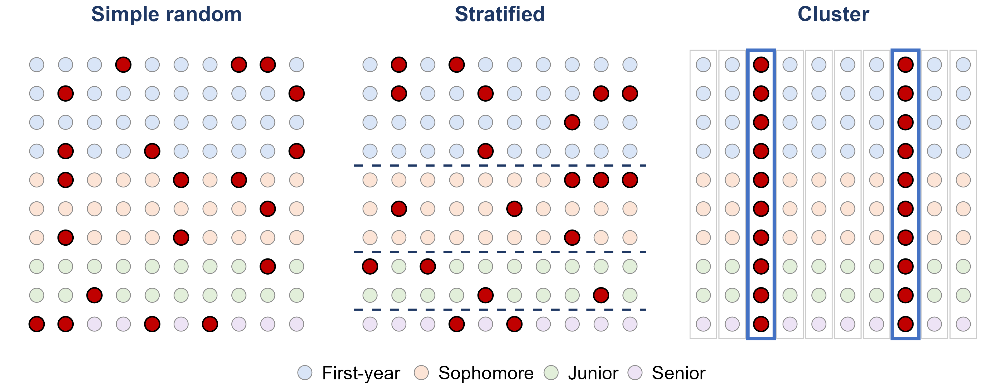 Simple random
Stratified
Cluster
First-year
Sophomore
Junior
Senior